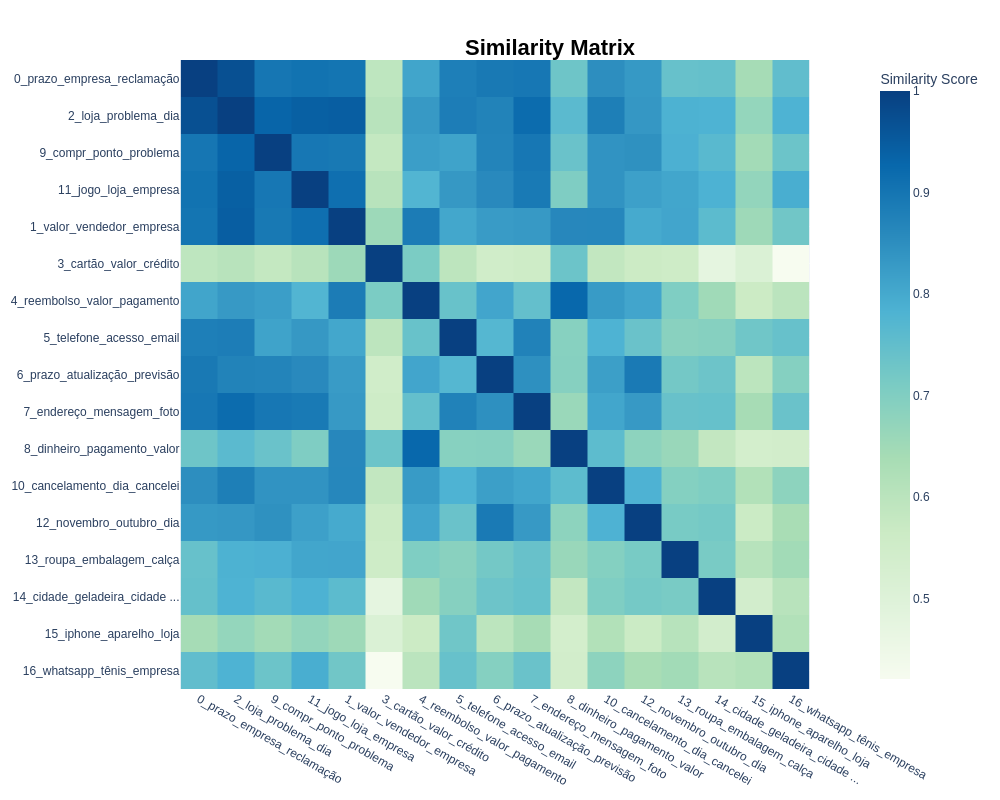 Similarity Matrix
Similarity Score
0_prazo_empresa_reclamação
2_loja_problema_dia
9_compr_ponto_problema
11_jogo_loja_empresa
1_valor_vendedor_empresa
3_cartão_valor_crédito
4_reembolso_valor_pagamento
5_telefone_acesso_email
6_prazo_atualização_previsão
7_endereço_mensagem_foto
8_dinheiro_pagamento_valor
10_cancelamento_dia_cancelei
12_novembro_outubro_dia
13_roupa_embalagem_calça
14_cidade_geladeira_cidade ...
15_iphone_aparelho_loja
16_whatsapp_tênis_empresa
1
0.9
0.8
0.7
0.6
0.5
0_prazo_empresa_reclamação
2_loja_problema_dia
9_compr_ponto_problema
11_jogo_loja_empresa
1_valor_vendedor_empresa
3_cartão_valor_crédito
4_reembolso_valor_pagamento
5_telefone_acesso_email
6_prazo_atualização_previsão
7_endereço_mensagem_foto
8_dinheiro_pagamento_valor
10_cancelamento_dia_cancelei
12_novembro_outubro_dia
13_roupa_embalagem_calça
14_cidade_geladeira_cidade ...
15_iphone_aparelho_loja
16_whatsapp_tênis_empresa